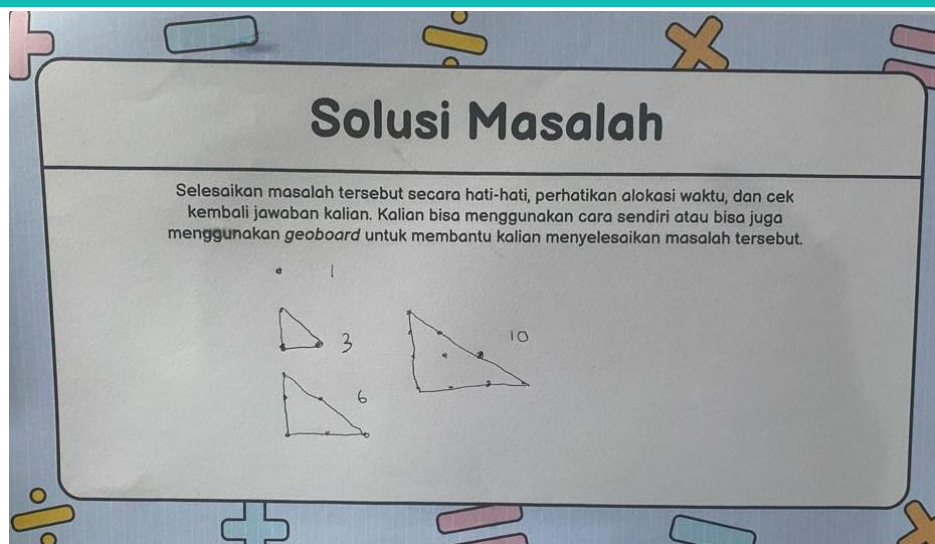 Solusi Masalah
Selesaikan masalah tersebut secara hati-hati, perhatikan alokasi waktu, dan cek
kembali jawaban kalian. Kalian bisa menggunakan cara sendiri atau bisa juga
menggunakan geoboard untuk membantu kalian menyelesaikan masalah tersebut.
1
3
10
6